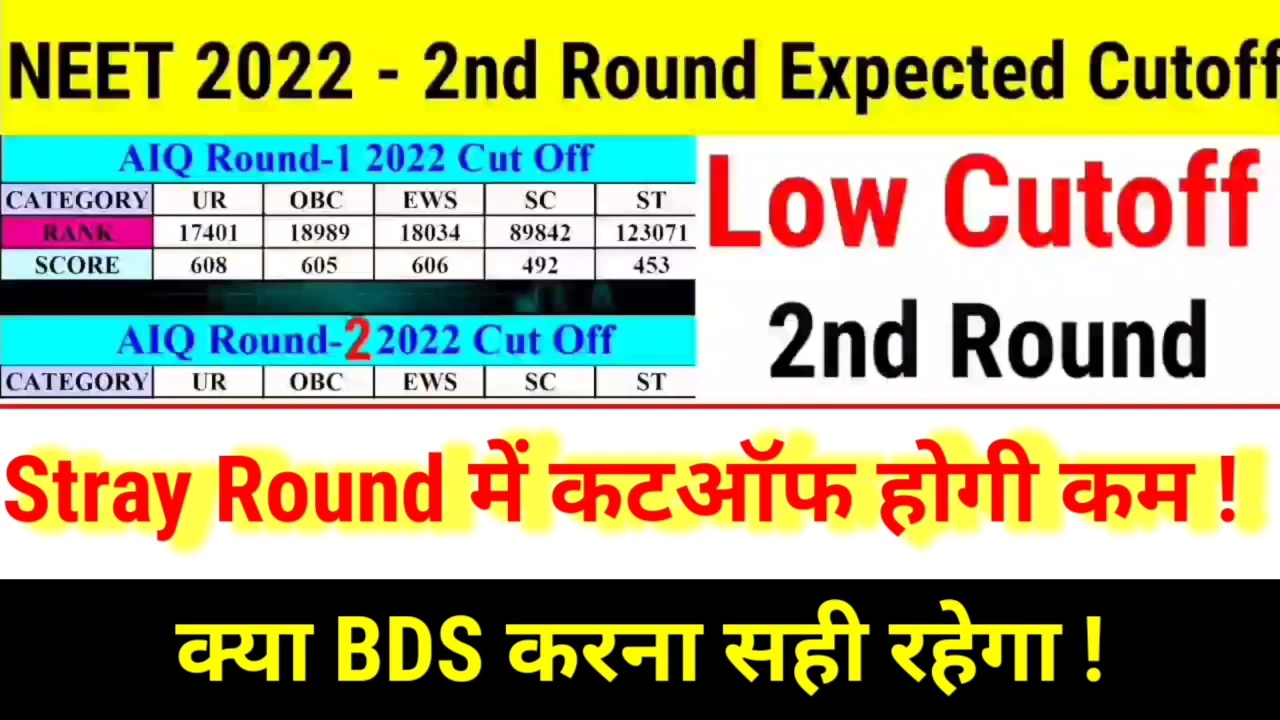 NEET 2022 - 2nd Round Expected Cutoff
AIQ Round-1 2022 Cut Off
CATEGORY UR OBC EWS SC ST
RANK 17401 18989 18034 89842 123071
SCORE 608 605 606 492 453
Low Cutoff
AIQ Round-2 2022 Cut Off
CATEGORY UR OBC EWS SC ST
2nd Round
Stray Round में कटऑफ होगी कम !
क्या BDS करना सही रहेगा !